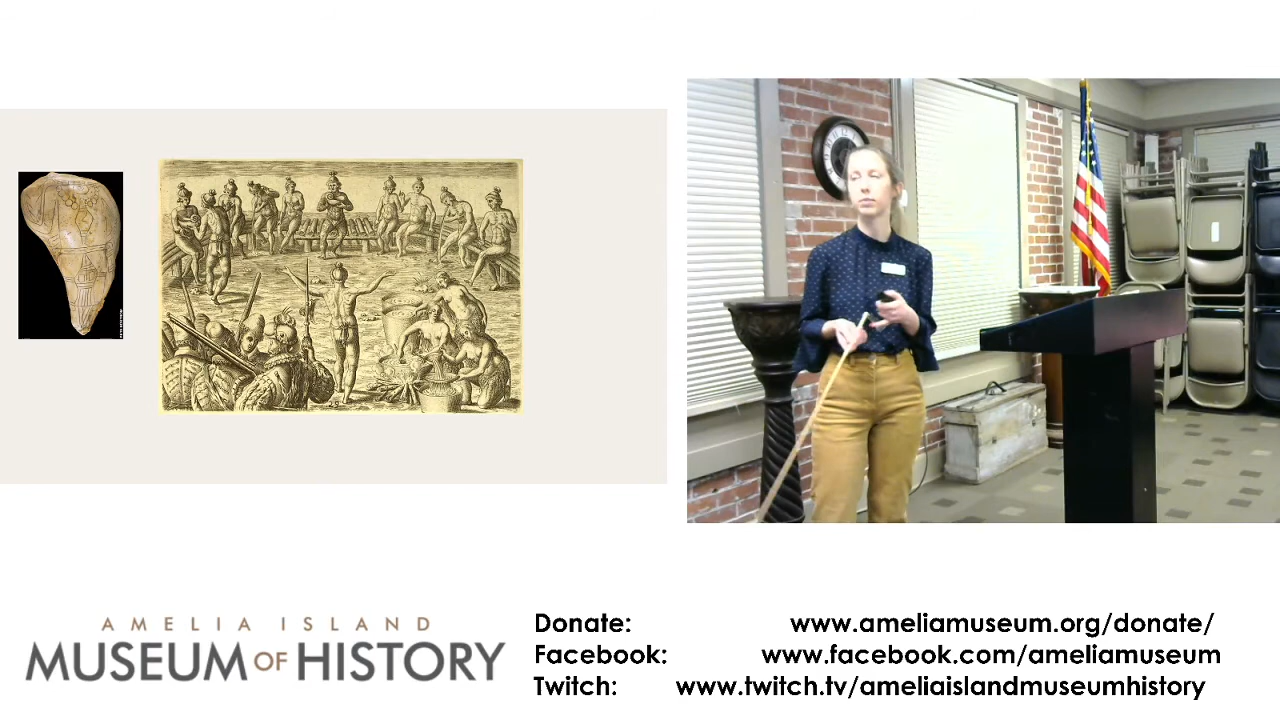 AMELIA ISLAND
MUSEUM OF HISTORY
Donate: www.ameliamuseum.org/donate/
Facebook: www.facebook.com/ameliamuseum
Twitch: www.twitch.tv/ameliaislandmuseumhistory